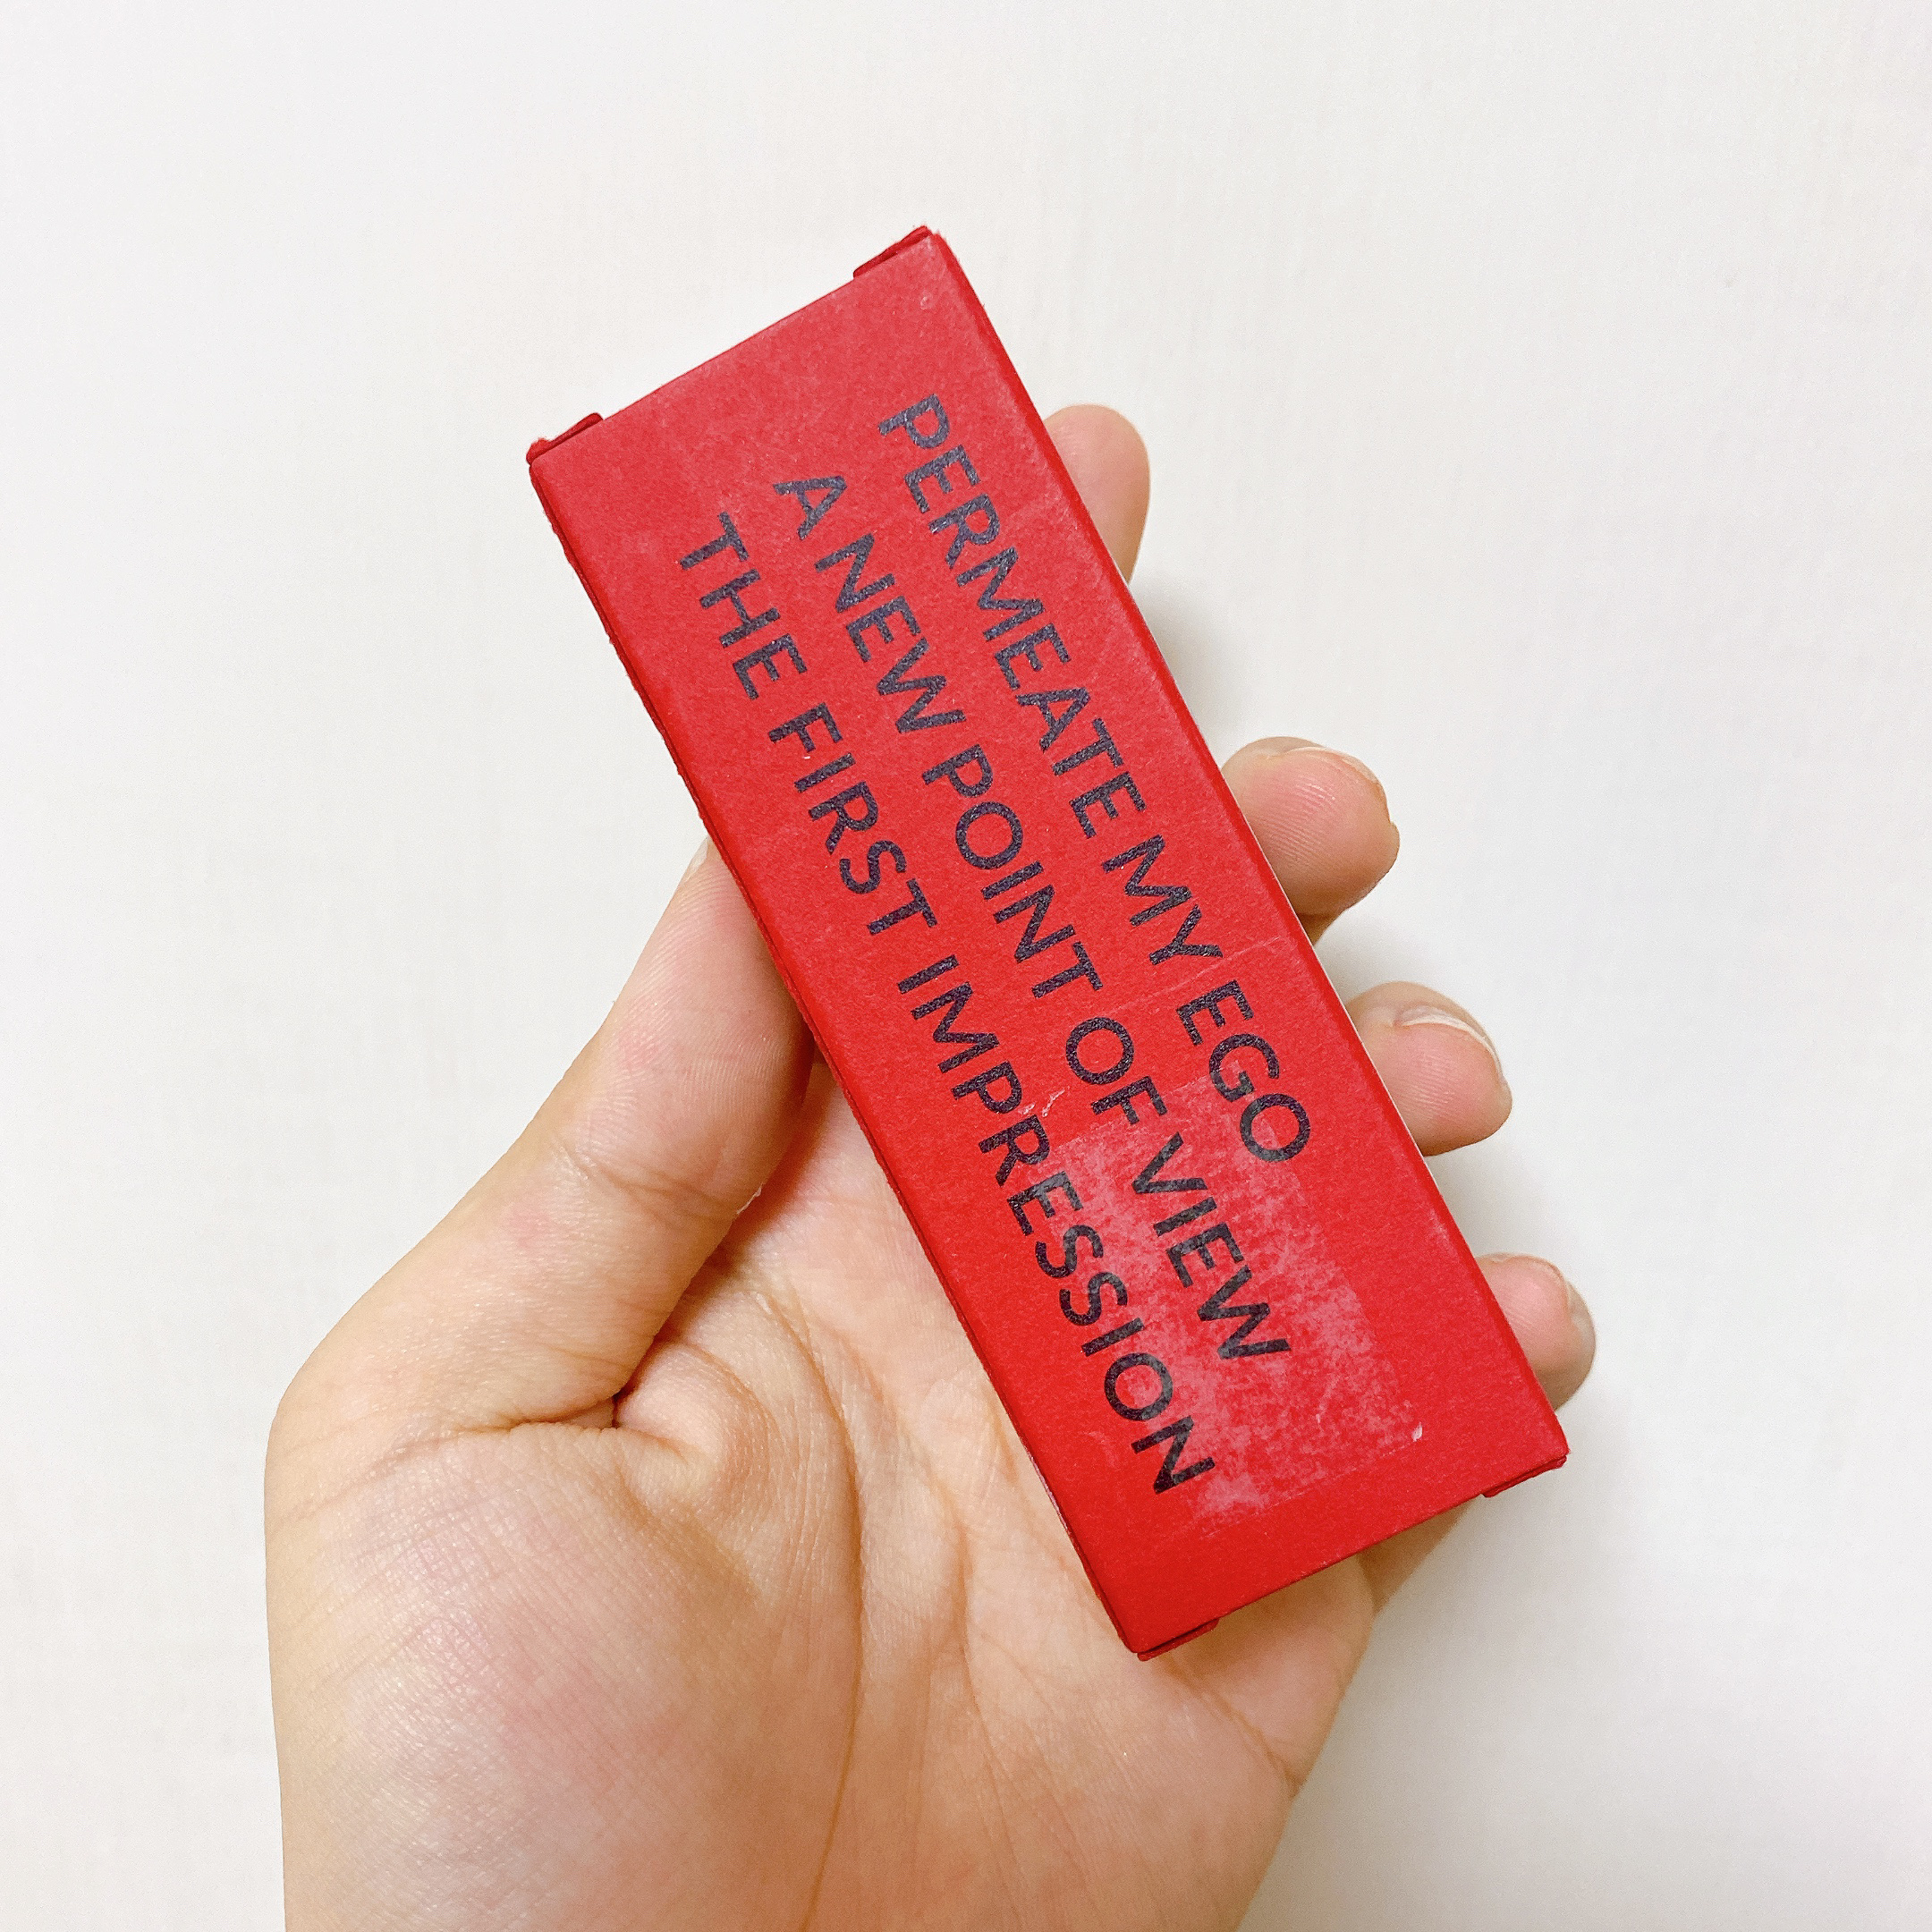 PERMEATE MY EGO
A NEW POINT OF VIEW
THE FIRST IMPRESSION